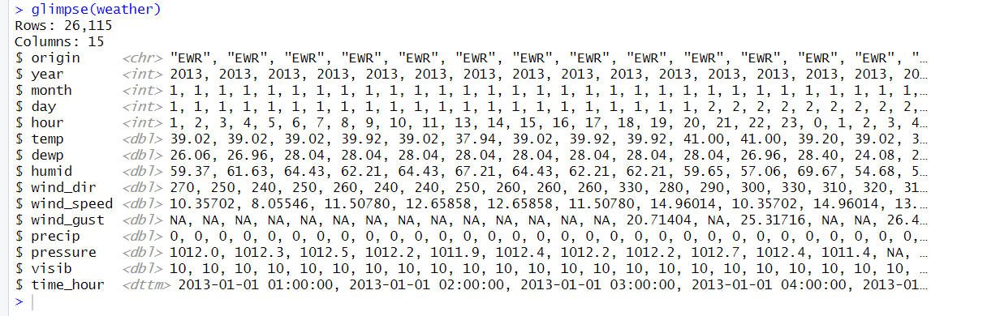 > glimpse(weather)
Rows: 26,115
Columns: 15
$ origin     <chr> "EWR", "EWR", "EWR", "EWR", "EWR", "EWR", "EWR", "EWR", "EWR", "EWR", "EWR", "EWR", "EWR", "…
$ year       <int> 2013, 2013, 2013, 2013, 2013, 2013, 2013, 2013, 2013, 2013, 2013, 2013, 2013, 2013, 2013, 20…
$ month      <int> 1, 1, 1, 1, 1, 1, 1, 1, 1, 1, 1, 1, 1, 1, 1, 1, 1, 1, 1, 1, 1, 1, 1, 1, 1, 1, 1, 1, 1, 1, 1,…
$ day        <int> 1, 1, 1, 1, 1, 1, 1, 1, 1, 1, 1, 1, 1, 1, 1, 1, 1, 1, 1, 1, 1, 1, 2, 2, 2, 2, 2, 2, 2, 2, 2,…
$ hour       <int> 1, 2, 3, 4, 5, 6, 7, 8, 9, 10, 11, 13, 14, 15, 16, 17, 18, 19, 20, 21, 22, 23, 0, 1, 2, 3, 4…
$ temp       <dbl> 39.02, 39.02, 39.02, 39.92, 39.02, 37.94, 39.02, 39.92, 39.92, 41.00, 41.00, 39.20, 39.02, 3…
$ dewp       <dbl> 26.06, 26.96, 28.04, 28.04, 28.04, 28.04, 28.04, 28.04, 28.04, 28.04, 26.96, 28.40, 24.08, 2…
$ humid      <dbl> 59.37, 61.63, 64.43, 62.21, 64.43, 67.21, 64.43, 62.21, 62.21, 59.65, 57.06, 69.67, 54.68, 5…
$ wind_dir   <dbl> 270, 250, 240, 250, 260, 240, 240, 250, 260, 260, 260, 330, 280, 290, 300, 330, 310, 320, 31…
$ wind_speed <dbl> 10.35702, 8.05546, 11.50780, 12.65858, 12.65858, 11.50780, 14.96014, 10.35702, 14.96014, 13.…
$ wind_gust  <dbl> NA, NA, NA, NA, NA, NA, NA, NA, NA, NA, NA, NA, NA, NA, 20.71404, NA, 25.31716, NA, NA, 26.4…
$ precip     <dbl> 0, 0, 0, 0, 0, 0, 0, 0, 0, 0, 0, 0, 0, 0, 0, 0, 0, 0, 0, 0, 0, 0, 0, 0, 0, 0, 0, 0, 0, 0, 0,…
$ pressure   <dbl> 1012.0, 1012.3, 1012.5, 1012.2, 1011.9, 1012.4, 1012.2, 1012.2, 1012.7, 1012.4, 1011.4, NA, …
$ visib      <dbl> 10, 10, 10, 10, 10, 10, 10, 10, 10, 10, 10, 10, 10, 10, 10, 10, 10, 10, 10, 10, 10, 10, 10, …
$ time_hour  <dttm> 2013-01-01 01:00:00, 2013-01-01 02:00:00, 2013-01-01 03:00:00, 2013-01-01 04:00:00, 2013-01…
>